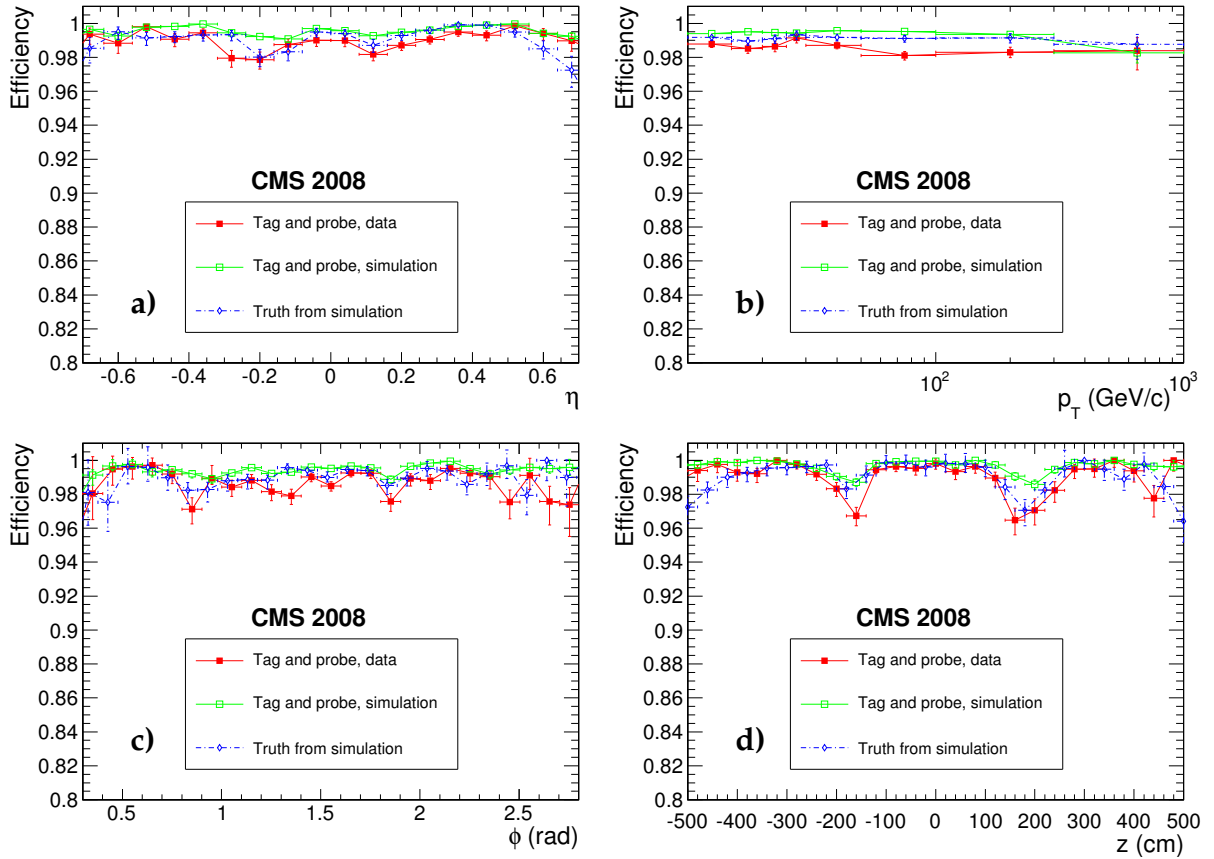 Efficiency
1
0.98
0.96
0.94
0.92
0.9
0.88
0.86
0.84
0.82
0.8
CMS 2008
Tag and probe, data
Tag and probe, simulation
Truth from simulation
a)
-0.6 -0.4 -0.2 0 0.2 0.4 0.6
η
Efficiency
1
0.98
0.96
0.94
0.92
0.9
0.88
0.86
0.84
0.82
0.8
CMS 2008
Tag and probe, data
Tag and probe, simulation
Truth from simulation
b)
10² 10³
p_T (GeV/c)
Efficiency
1
0.98
0.96
0.94
0.92
0.9
0.88
0.86
0.84
0.82
0.8
CMS 2008
Tag and probe, data
Tag and probe, simulation
Truth from simulation
c)
0.5 1 1.5 2 2.5
ϕ (rad)
Efficiency
1
0.98
0.96
0.94
0.92
0.9
0.88
0.86
0.84
0.82
0.8
CMS 2008
Tag and probe, data
Tag and probe, simulation
Truth from simulation
d)
-500 -400 -300 -200 -100 0 100 200 300 400 500
z (cm)